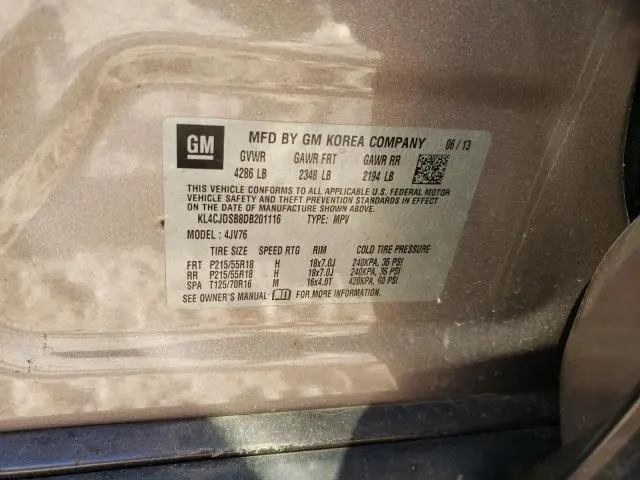 GM MFD BY GM KOREA COMPANY 06/13
GVWR GAWR FRT GAWR RR
4286 LB 2348 LB 2194 LB
THIS VEHICLE CONFORMS TO ALL APPLICABLE U.S. FEDERAL MOTOR
VEHICLE SAFETY AND THEFT PREVENTION STANDARDS IN EFFECT
ON THE DATE OF MANUFACTURE SHOWN ABOVE.
KL4CJDSB8DB201116 TYPE: MPV
MODEL: 4JV76
TIRE SIZE SPEED RTG RIM COLD TIRE PRESSURE
FRT P215/55R18 H 18x7.0J 240KPA, 35 PSI
RR P215/55R18 H 18x7.0J 240KPA, 35 PSI
SPA T125/70R16 M 16x4.0T 420KPA, 60 PSI
SEE OWNER'S MANUAL FOR MORE INFORMATION.